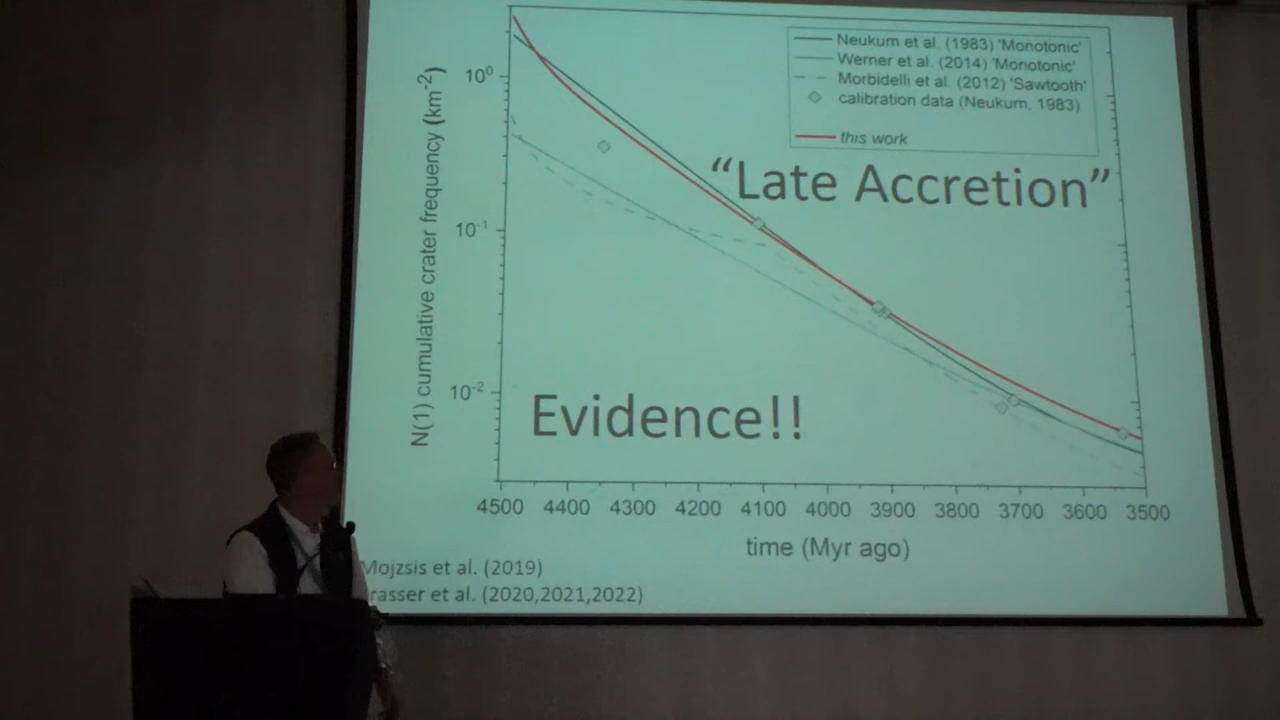 Neukum et al. (1983) 'Monotonic'
Werner et al. (2014) 'Monotonic'
Morbidelli et al. (2012) 'Sawtooth'
calibration data (Neukum, 1983)
this work
"Late Accretion"
N(1) cumulative crater frequency (km⁻²)
10⁰
10⁻¹
10⁻²
Evidence!!
4500 4400 4300 4200 4100 4000 3900 3800 3700 3600 3500
time (Myr ago)
Mojzsis et al. (2019)
rasser et al. (2020,2021,2022)